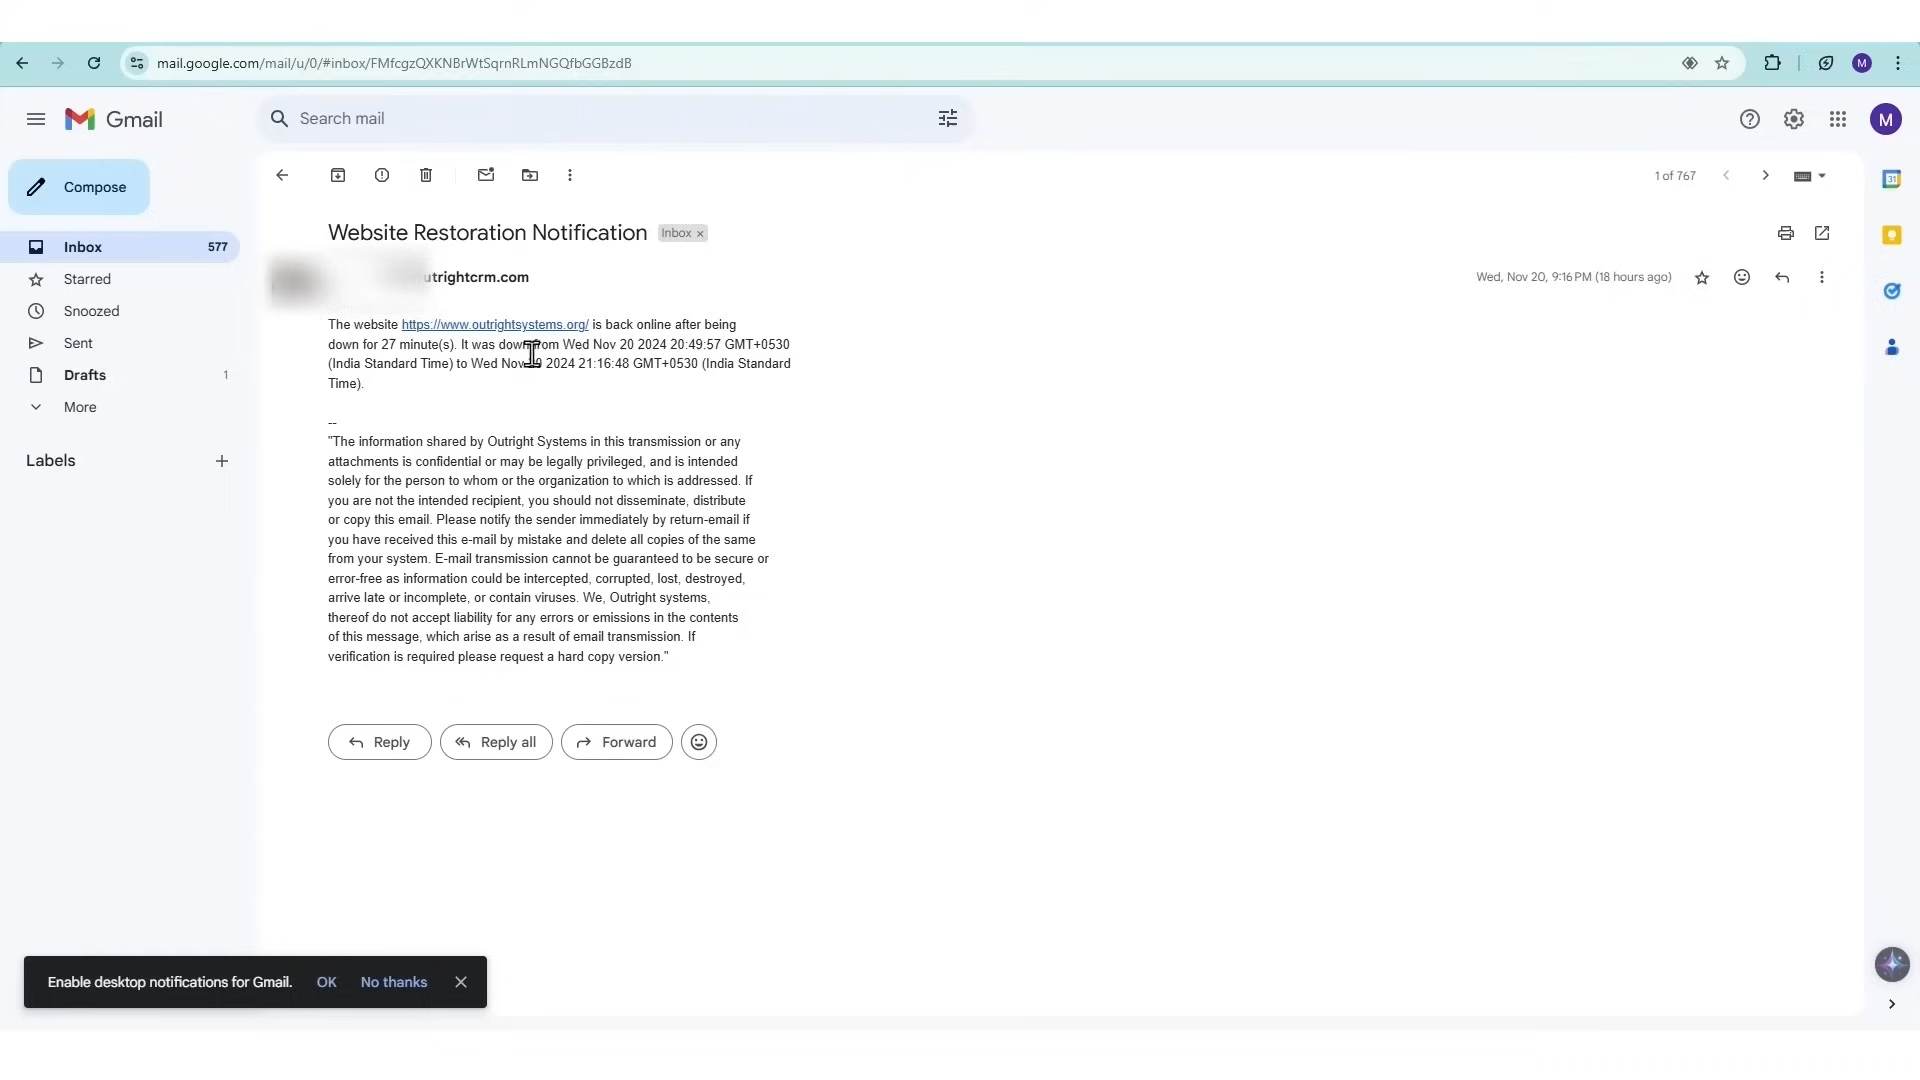 mail.google.com/mail/u/0/#inbox/FMfcgzQXKNBrWtSqrnRLmNGQfbGGBzdB
M
Gmail
Search mail
M
Compose
1 of 767
Inbox 577
Starred
Snoozed
Sent
Drafts 1
More
Labels
Website Restoration Notification Inbox x
utrightcrm.com
Wed, Nov 20, 9:16 PM (18 hours ago)
The website https://www.outrightsystems.org/ is back online after being
down for 27 minute(s). It was down from Wed Nov 20 2024 20:49:57 GMT+0530
(India Standard Time) to Wed Nov 2024 21:16:48 GMT+0530 (India Standard
Time).
--
"The information shared by Outright Systems in this transmission or any
attachments is confidential or may be legally privileged, and is intended
solely for the person to whom or the organization to which is addressed. If
you are not the intended recipient, you should not disseminate, distribute
or copy this email. Please notify the sender immediately by return-email if
you have received this e-mail by mistake and delete all copies of the same
from your system. E-mail transmission cannot be guaranteed to be secure or
error-free as information could be intercepted, corrupted, lost, destroyed,
arrive late or incomplete, or contain viruses. We, Outright systems,
thereof do not accept liability for any errors or emissions in the contents
of this message, which arise as a result of email transmission. If
verification is required please request a hard copy version."
Reply
Reply all
Forward
31
Enable desktop notifications for Gmail. OK No thanks